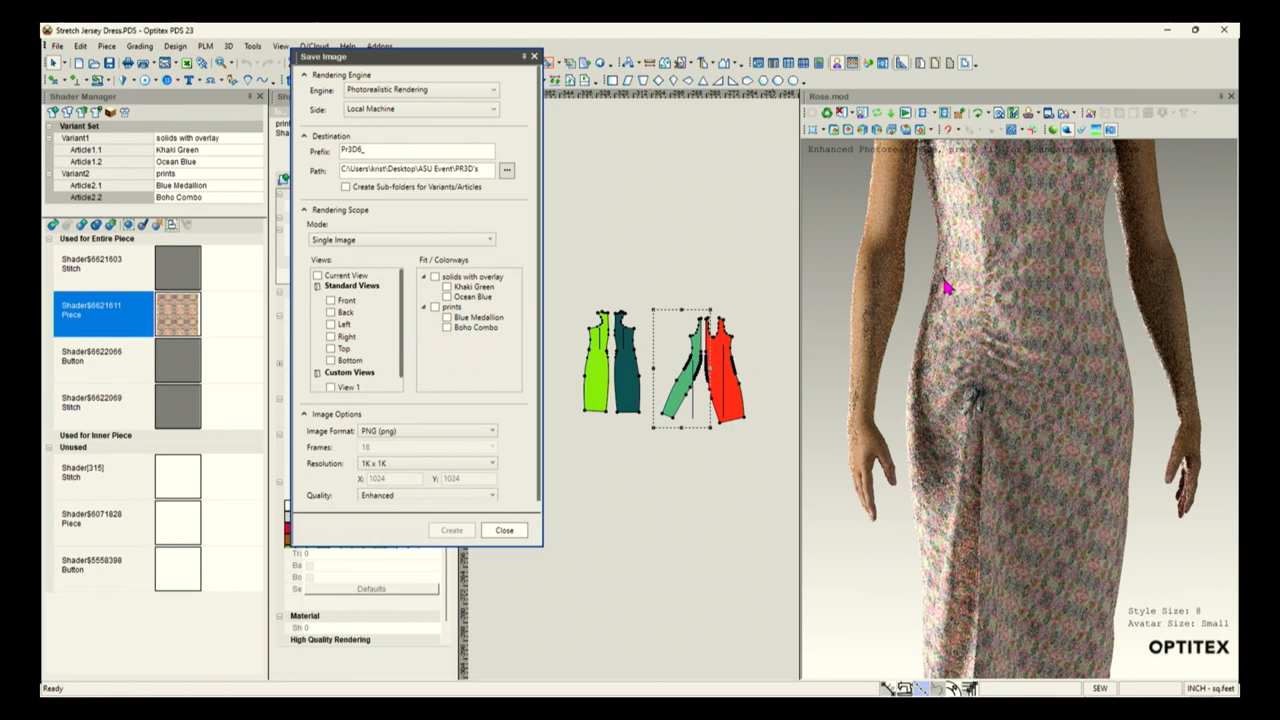 Stretch Jersey Dress.PDS - Optitex PDS 23
File Edit Piece Grading Design PLM 3D Tools View O/Cloud Help Addons
Shader Manager
Variant Set
Variant1 solids with overlay
Article1.1 Khaki Green
Article1.2 Ocean Blue
Variant2 prints
Article2.1 Blue Medallion
Article2.2 Boho Combo
Used for Entire Piece
Shader$6621603
Stitch
Shader$6621611
Piece
Shader$6622066
Button
Shader$6622069
Stitch
Used for Inner Piece
Unused
Shader[315]
Stitch
Shader$6071828
Piece
Shader$5558398
Button
Save Image
Rendering Engine
Engine: Photorealistic Rendering
Side: Local Machine
Destination
Prefix: Pr3D6_
Path: C:\Users\krist\Desktop\ASU Event\PR3D's ...
Create Sub-folders for Variants/Articles
Rendering Scope
Mode:
Single Image
Views:
Current View
Standard Views
Front
Back
Left
Right
Top
Bottom
Custom Views
View 1
Fit / Colorways
solids with overlay
Khaki Green
Ocean Blue
prints
Blue Medallion
Boho Combo
Image Options
Image Format: PNG (png)
Frames: 18
Resolution: 1K x 1K
X: 1024 Y: 1024
Quality: Enhanced
Create Close
Defaults
Material
0
High Quality Rendering
Rose.mod
Enhanced
Style Size: 8
Avatar Size: Small
OPTITEX
Ready
SEW
INCH - sq.feet